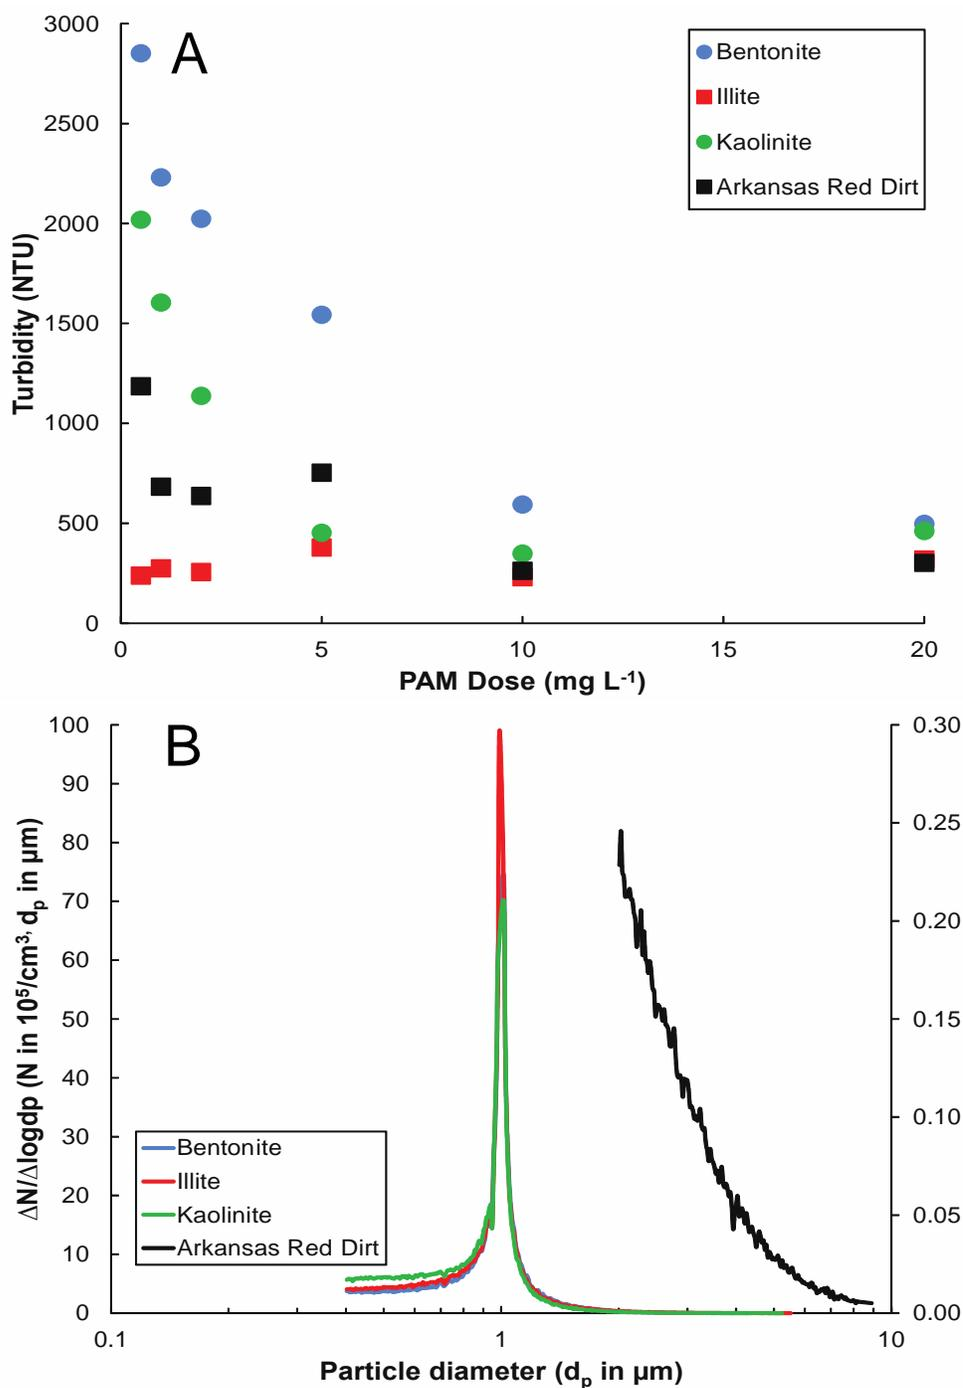 A
3000
2500
2000
1500
1000
500
0
Turbidity (NTU)
Bentonite
Illite
Kaolinite
Arkansas Red Dirt
0 5 10 15 20
PAM Dose (mg L⁻¹)
B
100
90
80
70
60
50
40
30
20
10
0
ΔN/Δlogdp (N in 10⁵/cm³, dₚ in µm)
0.30
0.25
0.20
0.15
0.10
0.05
0.00
Bentonite
Illite
Kaolinite
Arkansas Red Dirt
0.1 1 10
Particle diameter (dₚ in µm)